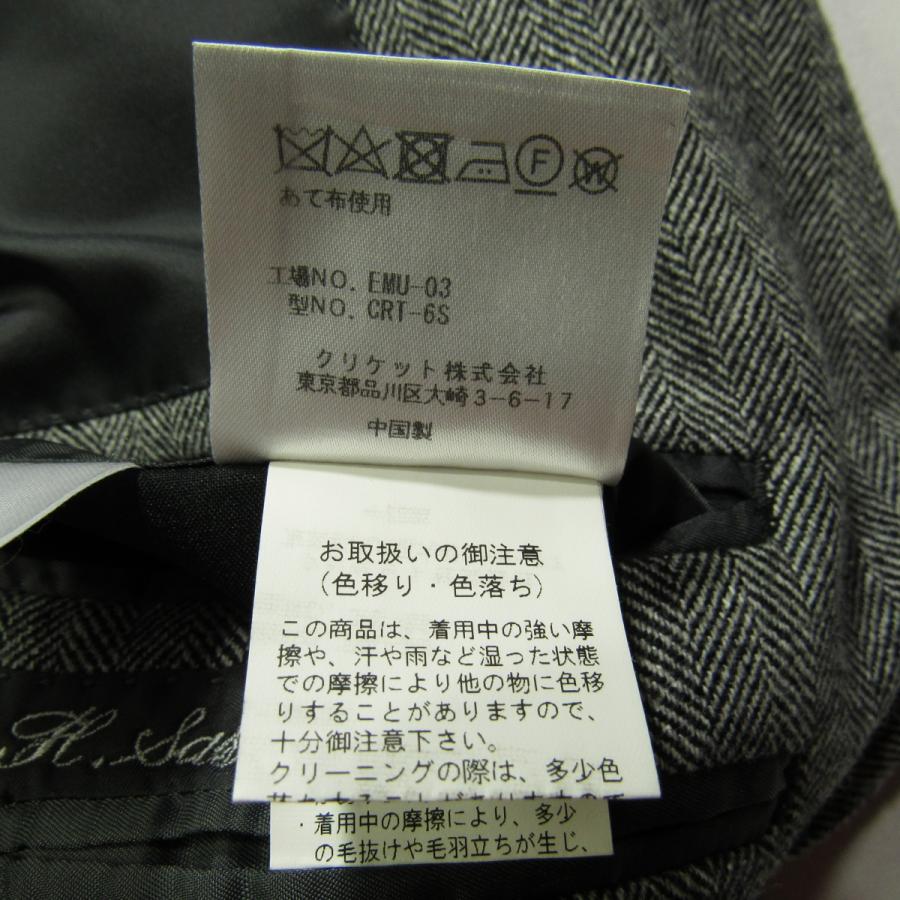 F W
あて布使用
工場NO. EMU-03
型NO. CRT-6S
クリケット株式会社
東京都品川区大崎3-6-17
中国製
お取扱いの御注意
(色移り・色落ち)
この商品は、着用中の強い摩
擦や、汗や雨など湿った状態
での摩擦により他の物に色移
りすることがありますので、
十分御注意下さい。
クリーニングの際は、多少色
・着用中の摩擦により、多少
の毛抜けや毛羽立ちが生じ、
H. Sas